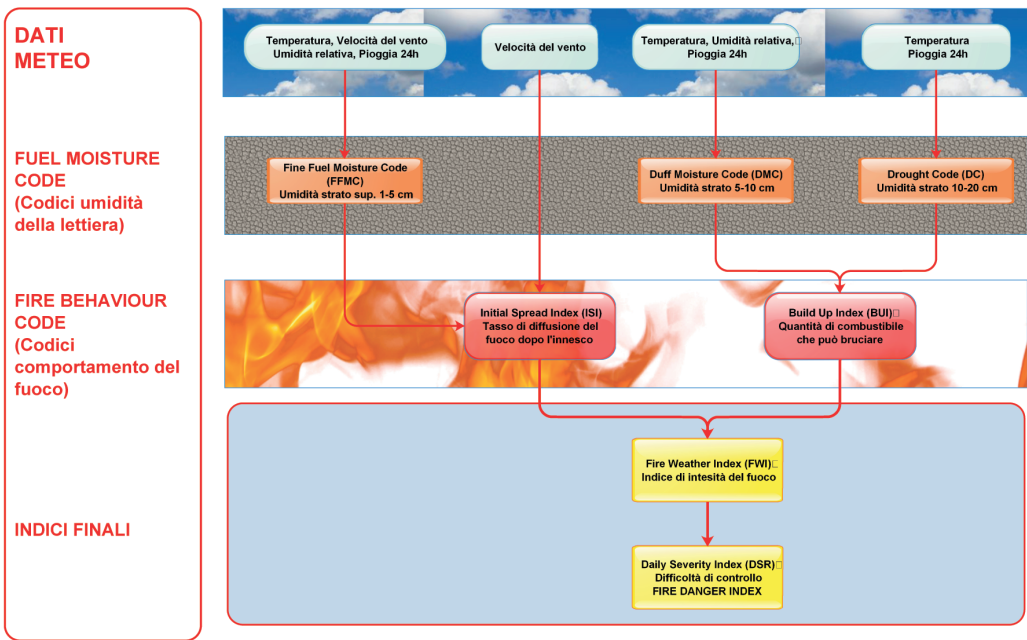 DATI
METEO
Temperatura, Velocità del vento
Umidità relativa, Pioggia 24h
Velocità del vento
Temperatura, Umidità relativa,
Pioggia 24h
Temperatura
Pioggia 24h
FUEL MOISTURE
CODE
(Codici umidità
della lettiera)
Fine Fuel Moisture Code
(FFMC)
Umidità strato sup. 1-5 cm
Duff Moisture Code (DMC)
Umidità strato 5-10 cm
Drought Code (DC)
Umidità strato 10-20 cm
FIRE BEHAVIOUR
CODE
(Codici
comportamento del
fuoco)
Initial Spread Index (ISI)
Tasso di diffusione del
fuoco dopo l'innesco
Build Up Index (BUI)
Quantità di combustibile
che può bruciare
INDICI FINALI
Fire Weather Index (FWI)
Indice di intesità del fuoco
Daily Severity Index (DSR)
Difficoltà di controllo
FIRE DANGER INDEX